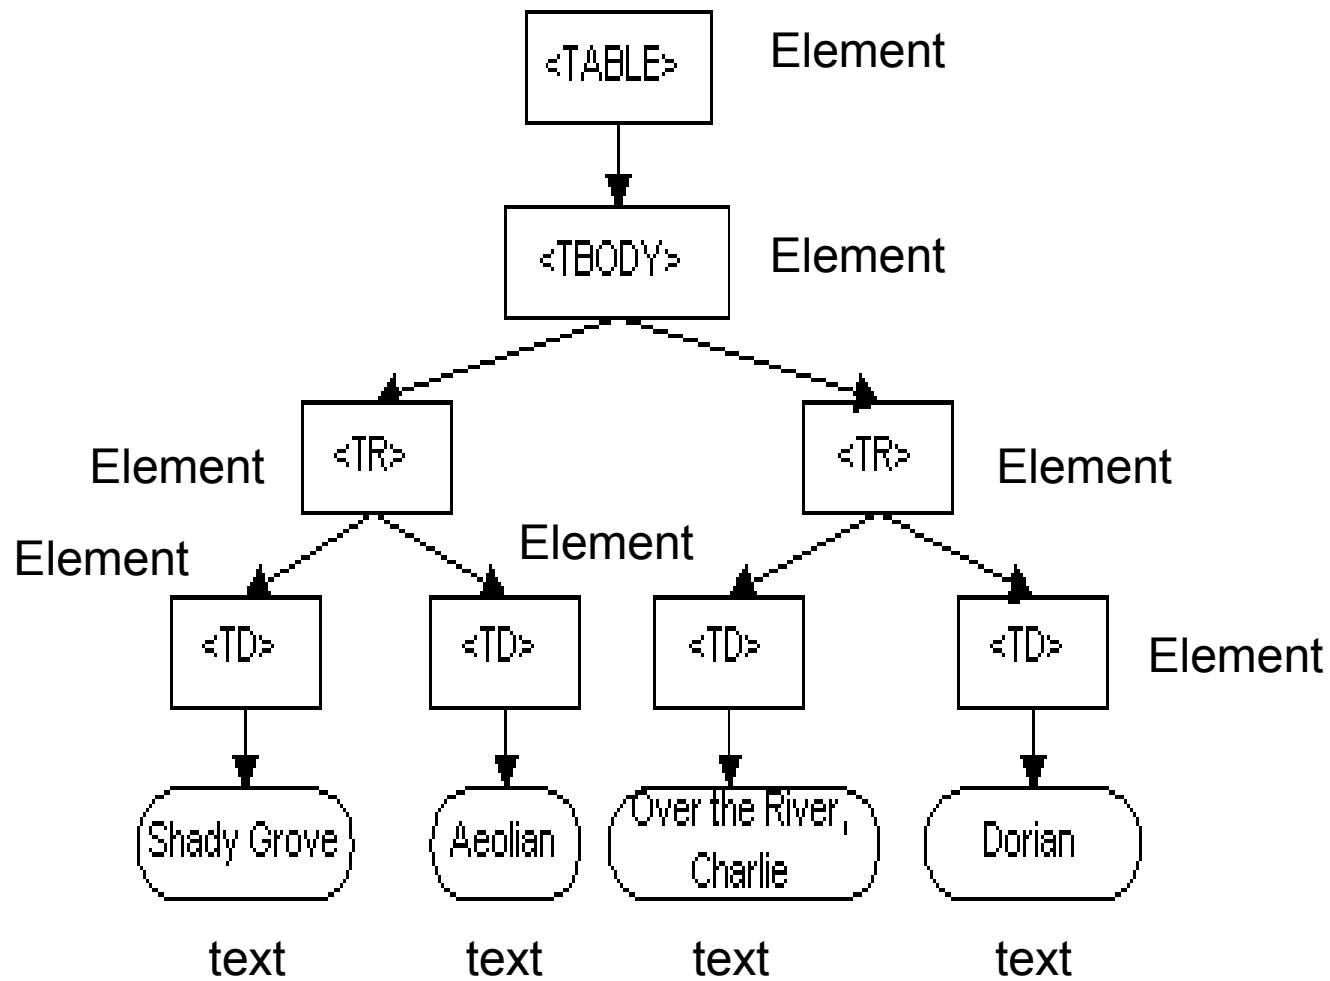 <TABLE>
Element
<TBODY>
Element
Element
<TR>
<TR>
Element
Element
Element
<TD>
<TD>
<TD>
<TD>
Element
Shady Grove
Aeolian
Over the River,
Charlie
Dorian
text
text
text
text